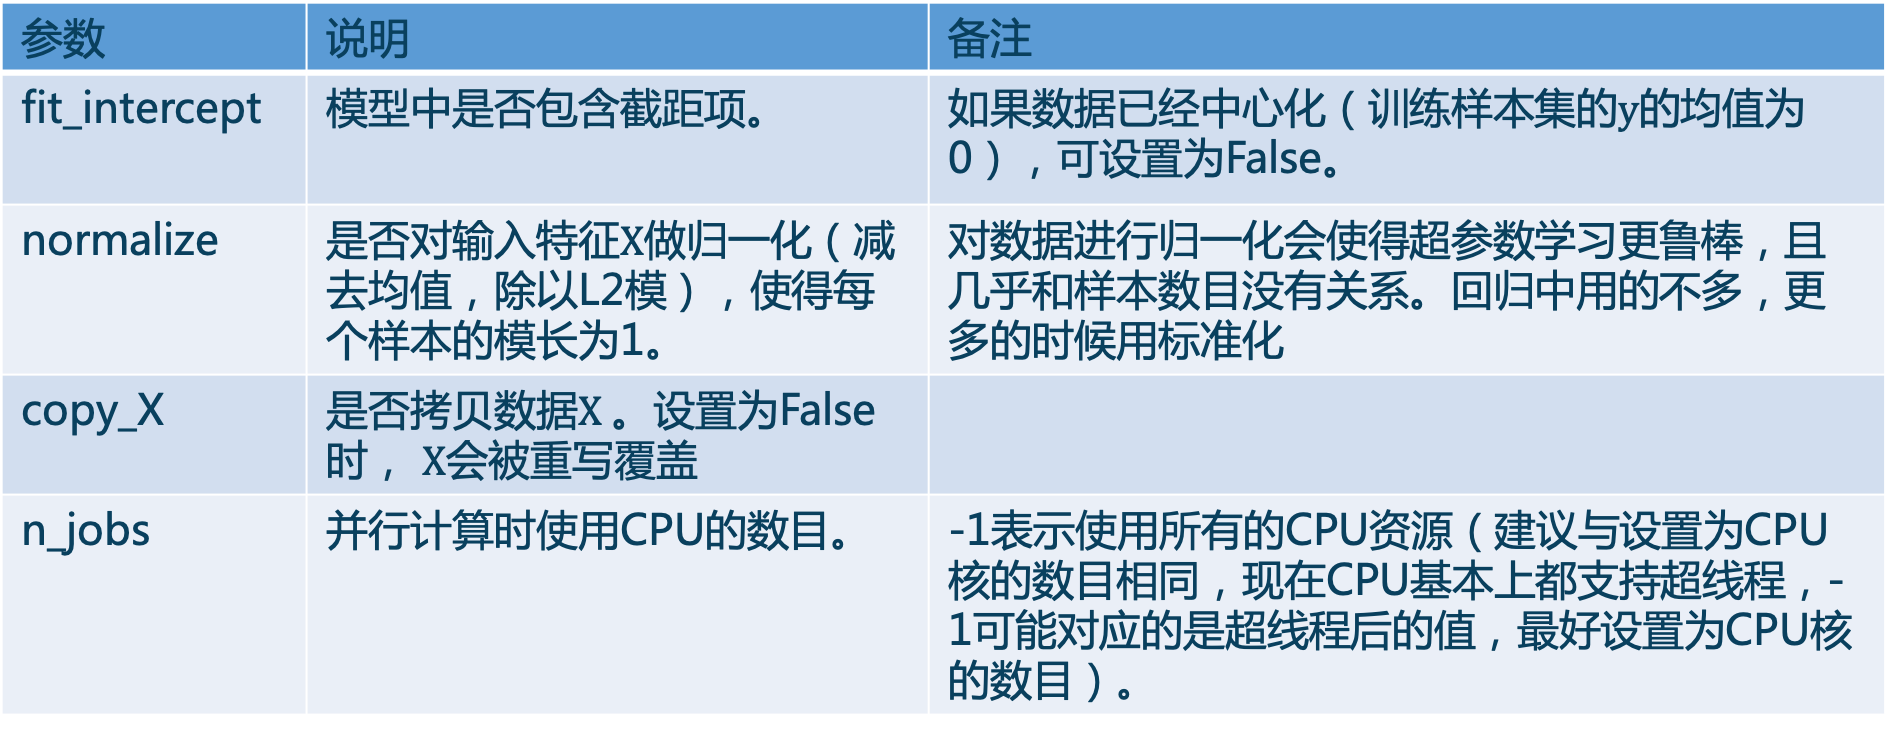 参数
说明
备注
fit_intercept
模型中是否包含截距项。
如果数据已经中心化（训练样本集的y的均值为
0），可设置为False。
normalize
是否对输入特征X做归一化（减
去均值，除以L2模），使得每
个样本的模长为1。
对数据进行归一化会使得超参数学习更鲁棒，且
几乎和样本数目没有关系。回归中用的不多，更
多的时候用标准化
copy_X
是否拷贝数据X 。设置为False
时， X会被重写覆盖
n_jobs
并行计算时使用CPU的数目。
-1表示使用所有的CPU资源（建议与设置为CPU
核的数目相同，现在CPU基本上都支持超线程，-
1可能对应的是超线程后的值，最好设置为CPU核
的数目）。